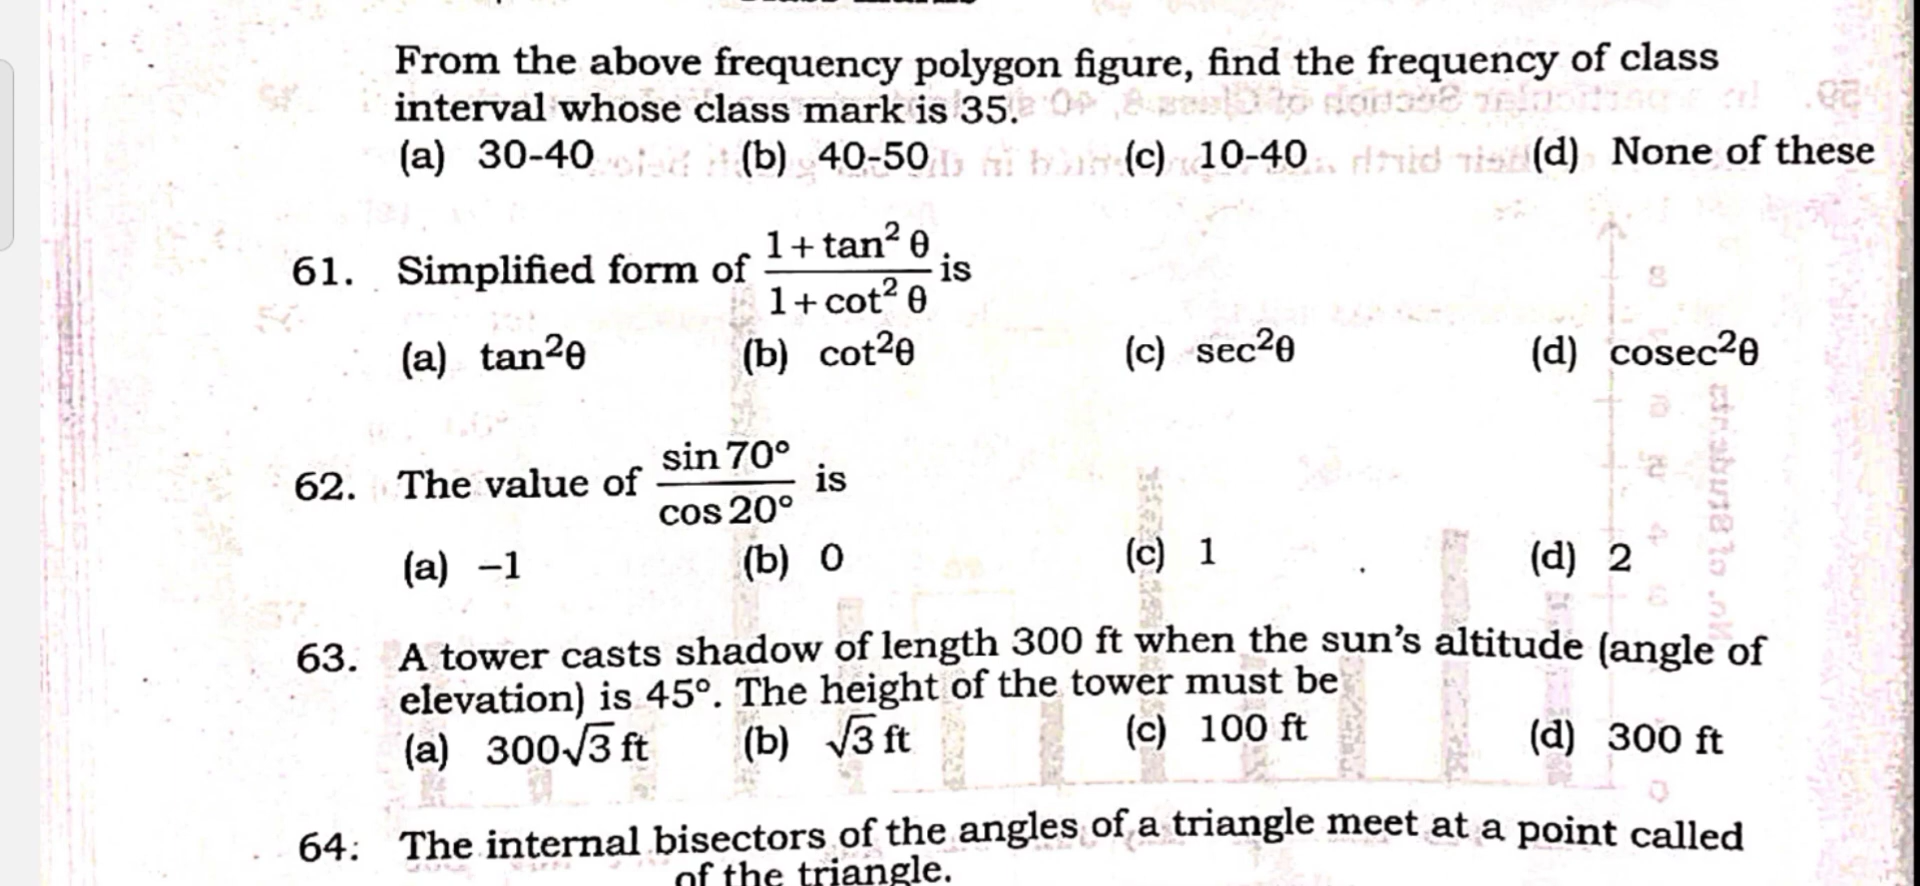 From the above frequency polygon figure, find the frequency of class
interval whose class mark is 35.
(a) 30-40 (b) 40-50 (c) 10-40 (d) None of these
61. Simplified form of (1 + tan² θ)/(1 + cot² θ) is
(a) tan²θ (b) cot²θ (c) sec²θ (d) cosec²θ
62. The value of sin 70°/cos 20° is
(a) –1 (b) 0 (c) 1 (d) 2
63. A tower casts shadow of length 300 ft when the sun's altitude (angle of
elevation) is 45°. The height of the tower must be
(a) 300√3 ft (b) √3 ft (c) 100 ft (d) 300 ft
64. The internal bisectors of the angles of a triangle meet at a point called
of the triangle.